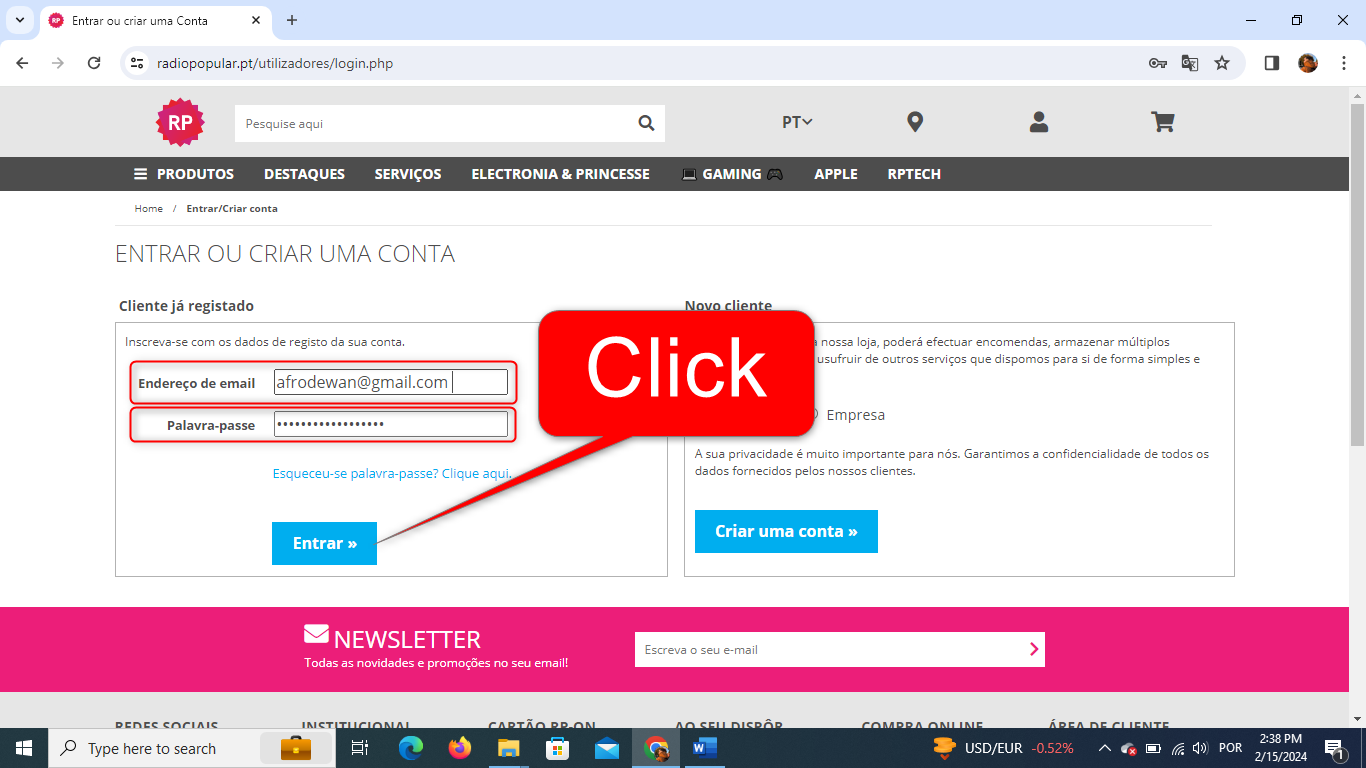 Entrar ou criar uma Conta
radiopopular.pt/utilizadores/login.php
RP
Pesquise aqui
PT
PRODUTOS DESTAQUES SERVIÇOS ELECTRONIA & PRINCESSE GAMING APPLE RPTECH
Home / Entrar/Criar conta
ENTRAR OU CRIAR UMA CONTA
Cliente já registado
Inscreva-se com os dados de registo da sua conta.
Endereço de email afrodewan@gmail.com
Palavra-passe ••••••••••••••••••
Esqueceu-se palavra-passe? Clique aqui.
Entrar »
Click
Novo cliente
nossa loja, poderá efectuar encomendas, armazenar múltiplos
usufruir de outros serviços que dispomos para si de forma simples e
Empresa
A sua privacidade é muito importante para nós. Garantimos a confidencialidade de todos os
dados fornecidos pelos nossos clientes.
Criar uma conta »
NEWSLETTER
Todas as novidades e promoções no seu email!
Escreva o seu e-mail
REDES SOCIAIS INSTITUCIONAL CARTÃO RP-ON AO SEU DISPÔR COMPRA ONLINE ÁREA DE CLIENTE
Type here to search
USD/EUR -0.52%
POR
2:38 PM
2/15/2024
1